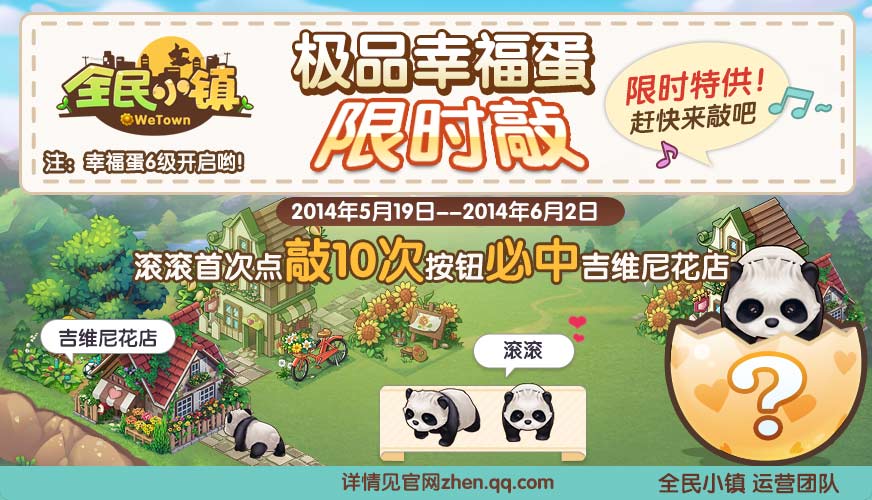 全民小镇
WeTown
注：幸福蛋6级开启哟!
极品幸福蛋
限时敲
限时特供!
赶快来敲吧
2014年5月19日--2014年6月2日
滚滚首次点敲10次按钮必中吉维尼花店
吉维尼花店
滚滚
?
详情见官网zhen.qq.com
全民小镇 运营团队